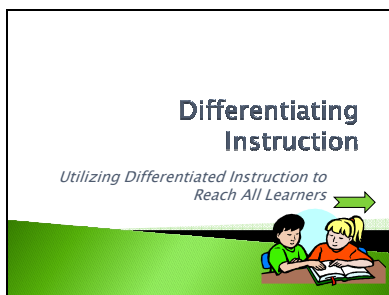 Differentiating
Instruction
Utilizing Differentiated Instruction to
Reach All Learners